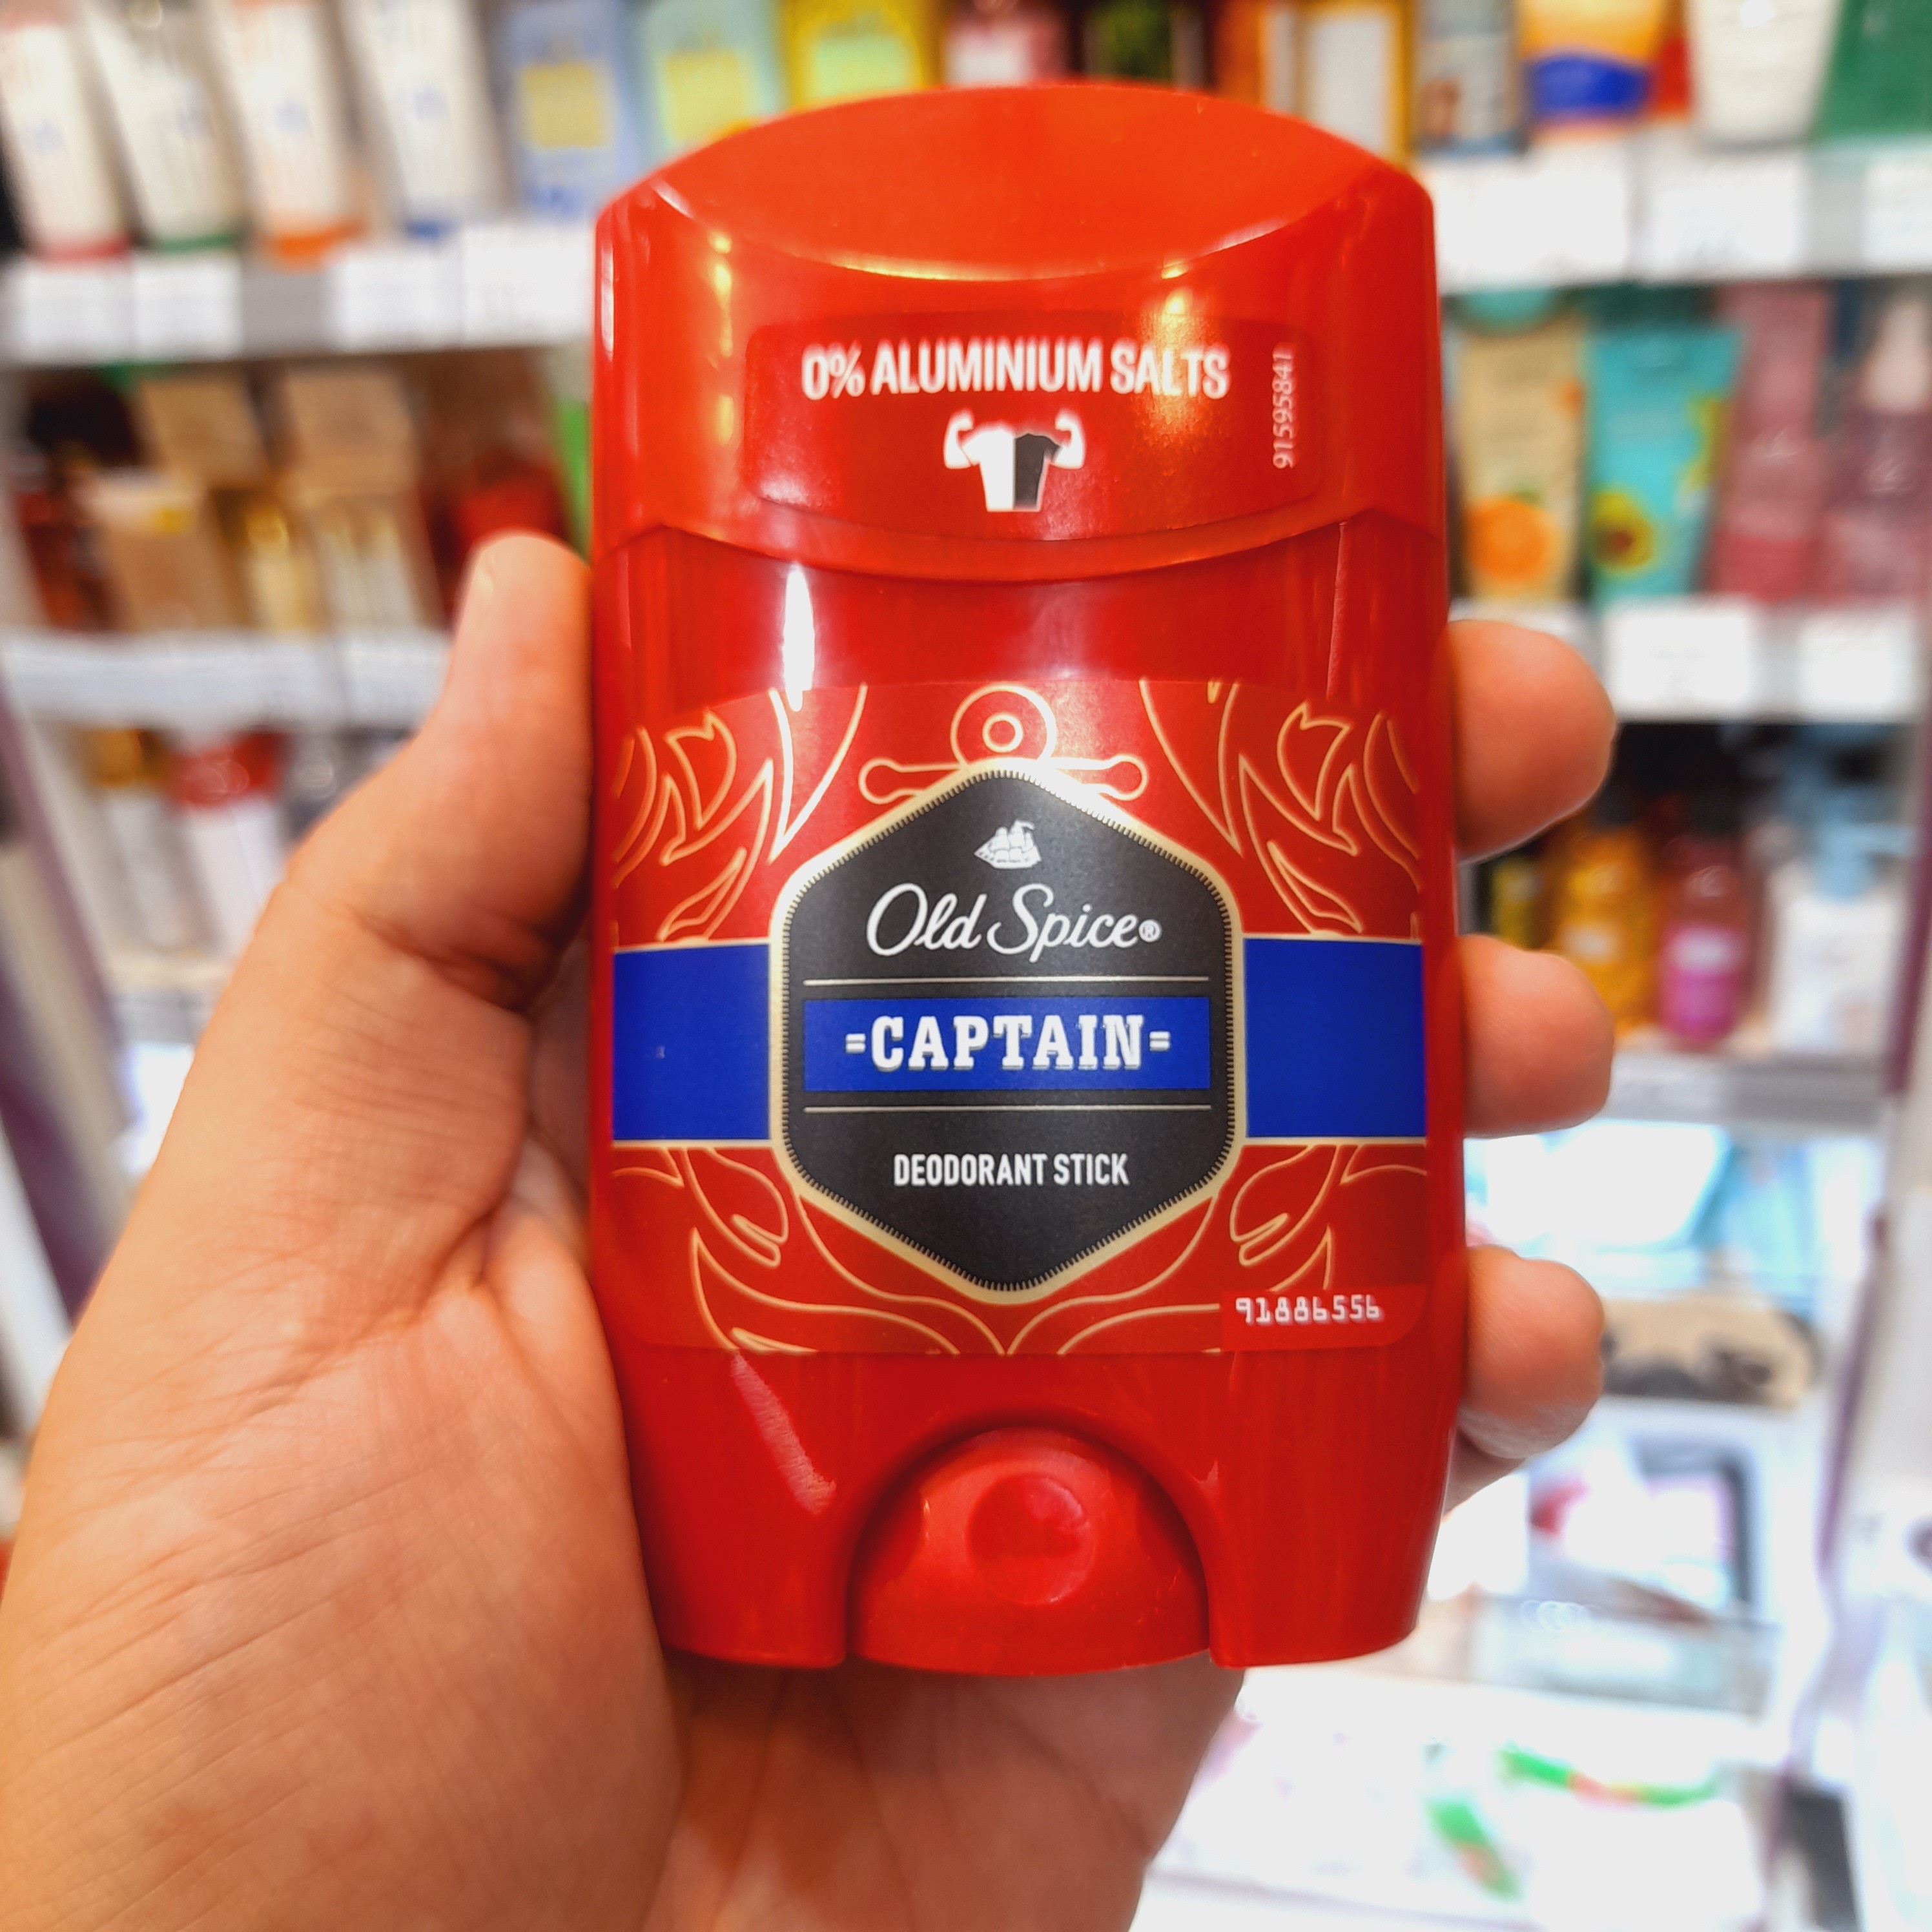 0% ALUMINIUM SALTS
91595841
Old Spice®
=CAPTAIN=
DEODORANT STICK
91886556